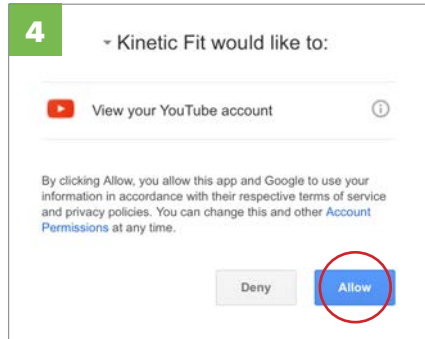 4
Kinetic Fit would like to:
View your YouTube account
By clicking Allow, you allow this app and Google to use your
information in accordance with their respective terms of service
and privacy policies. You can change this and other Account
Permissions at any time.
Deny
Allow